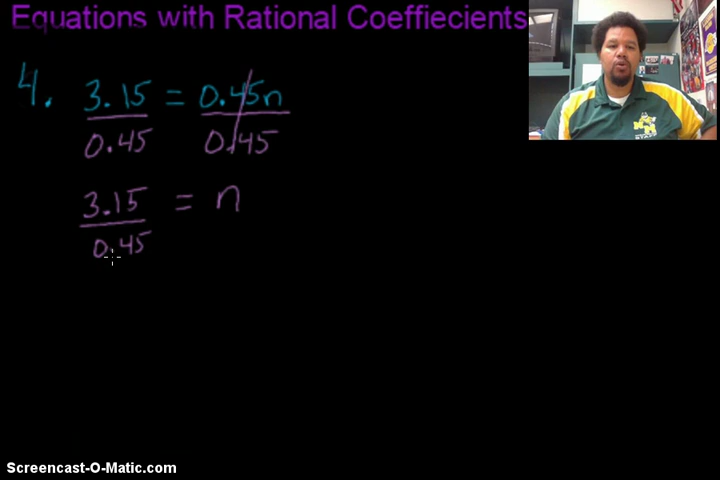 Equations with Rational Coeffiecients
4. 3.15 = 0.45n
0.45 0.45
3.15 = n
0.45
Screencast-O-Matic.com